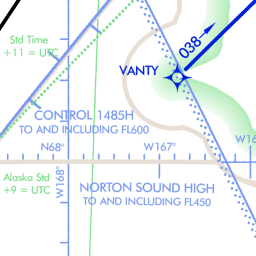 038
Std Time
+11 = UTC
VANTY
CONTROL 1485H
TO AND INCLUDING FL600
N68°
W167°
W16
Alaska Std
+9 = UTC
W168°
NORTON SOUND HIGH
TO AND INCLUDING FL450